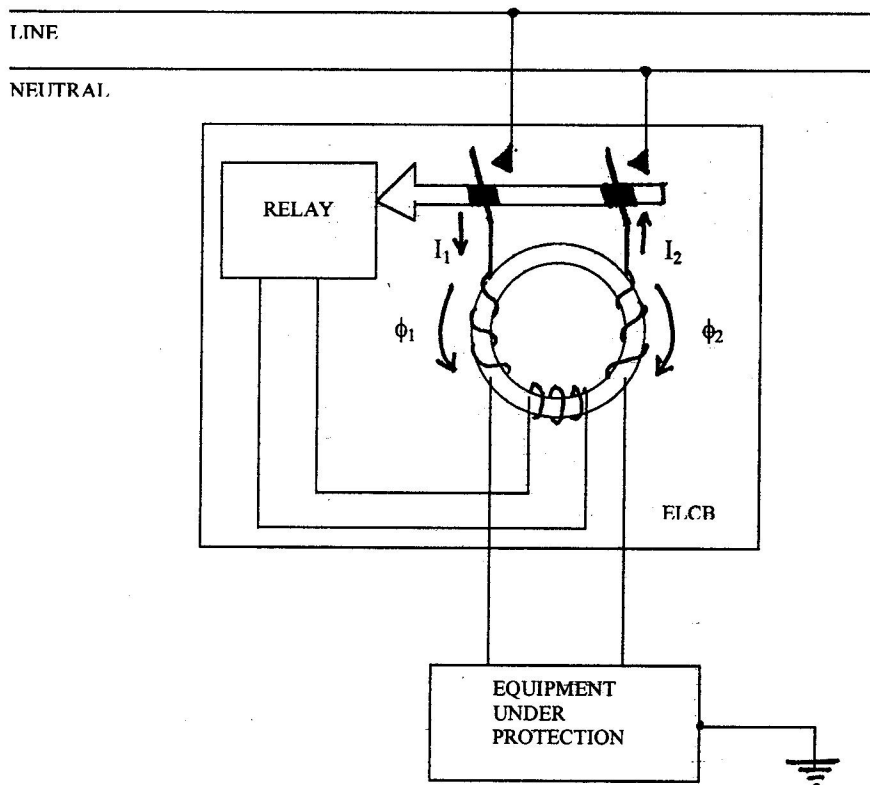 LINE
NEUTRAL
RELAY
I₁
I₂
ϕ₁
ϕ₂
ELCB
EQUIPMENT
UNDER
PROTECTION